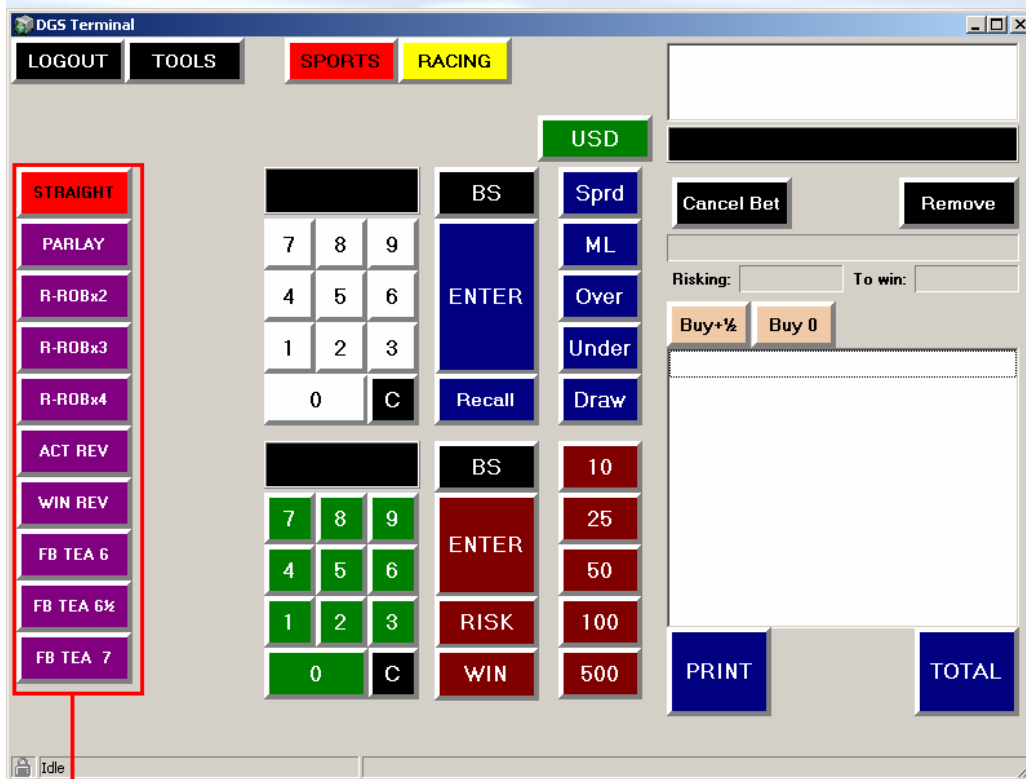 DGS Terminal
LOGOUT TOOLS SPORTS RACING
USD
STRAIGHT
PARLAY
R-ROBx2
R-ROBx3
R-ROBx4
ACT REV
WIN REV
FB TEA 6
FB TEA 6½
FB TEA 7
BS
7 8 9
4 5 6
1 2 3
0 C
ENTER
Recall
Sprd
ML
Over
Under
Draw
BS
7 8 9
4 5 6
1 2 3
0 C
ENTER
RISK
WIN
10
25
50
100
500
Cancel Bet Remove
Risking: To win:
Buy+½ Buy 0
PRINT TOTAL
Idle